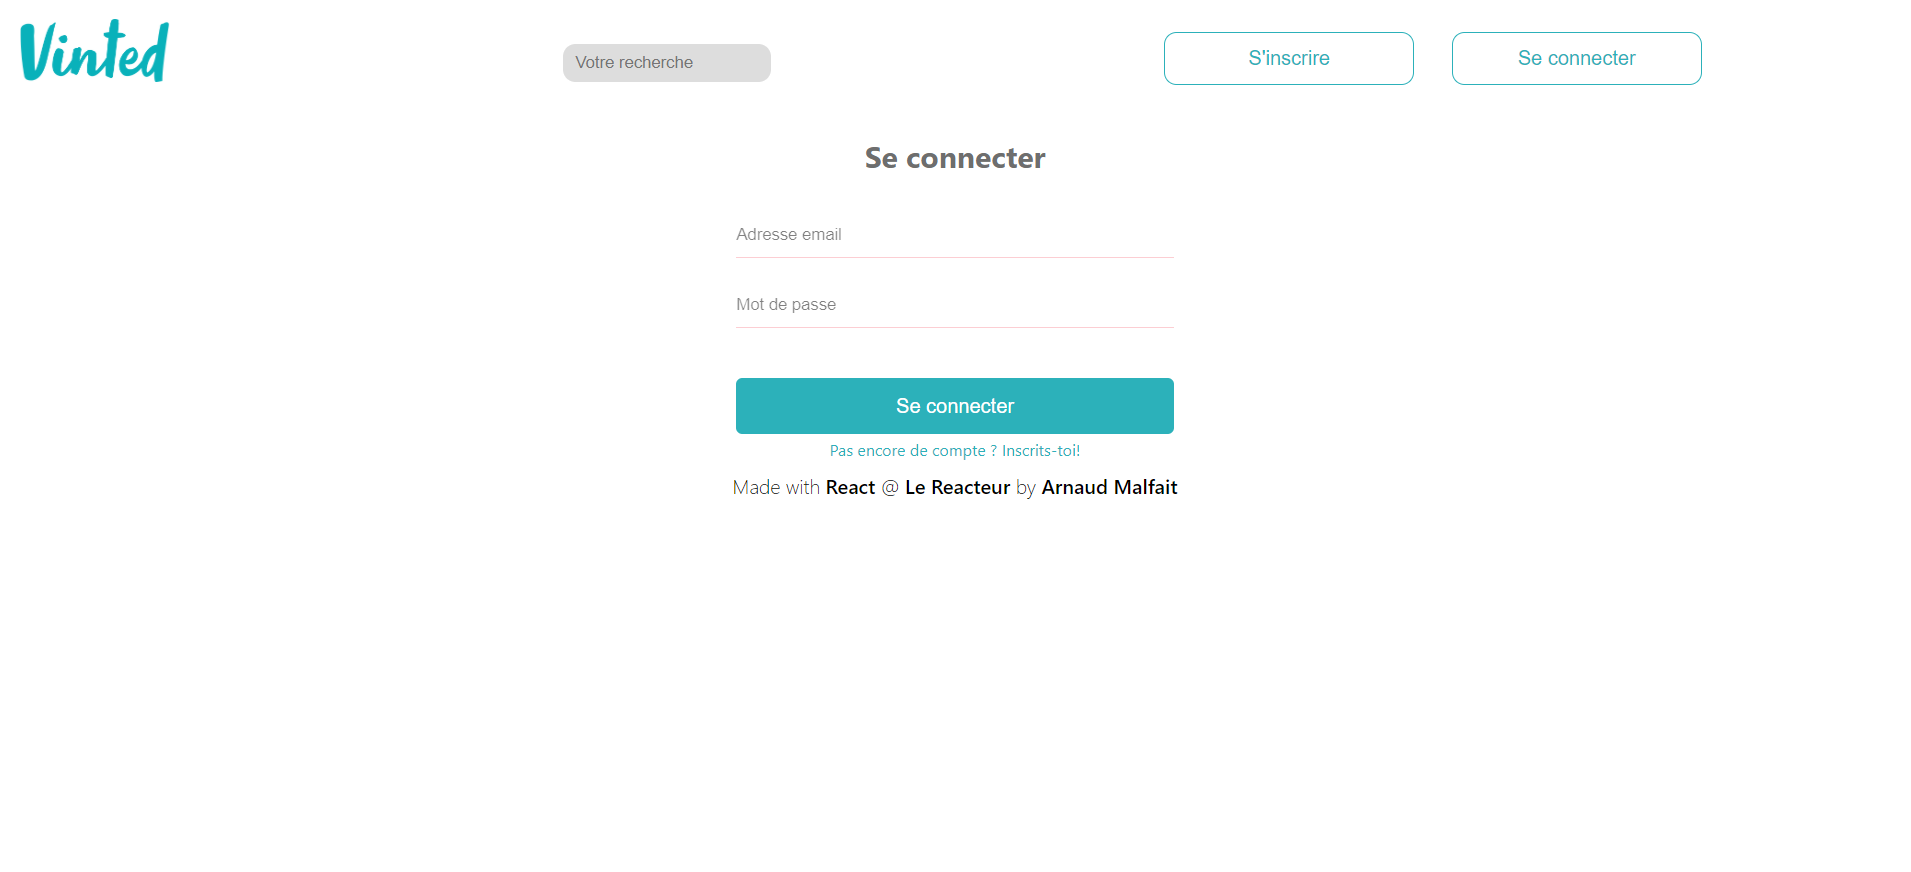 Vinted
Votre recherche
S'inscrire
Se connecter
Se connecter
Adresse email
Mot de passe
Se connecter
Pas encore de compte ? Inscrits-toi!
Made with React @ Le Reacteur by Arnaud Malfait